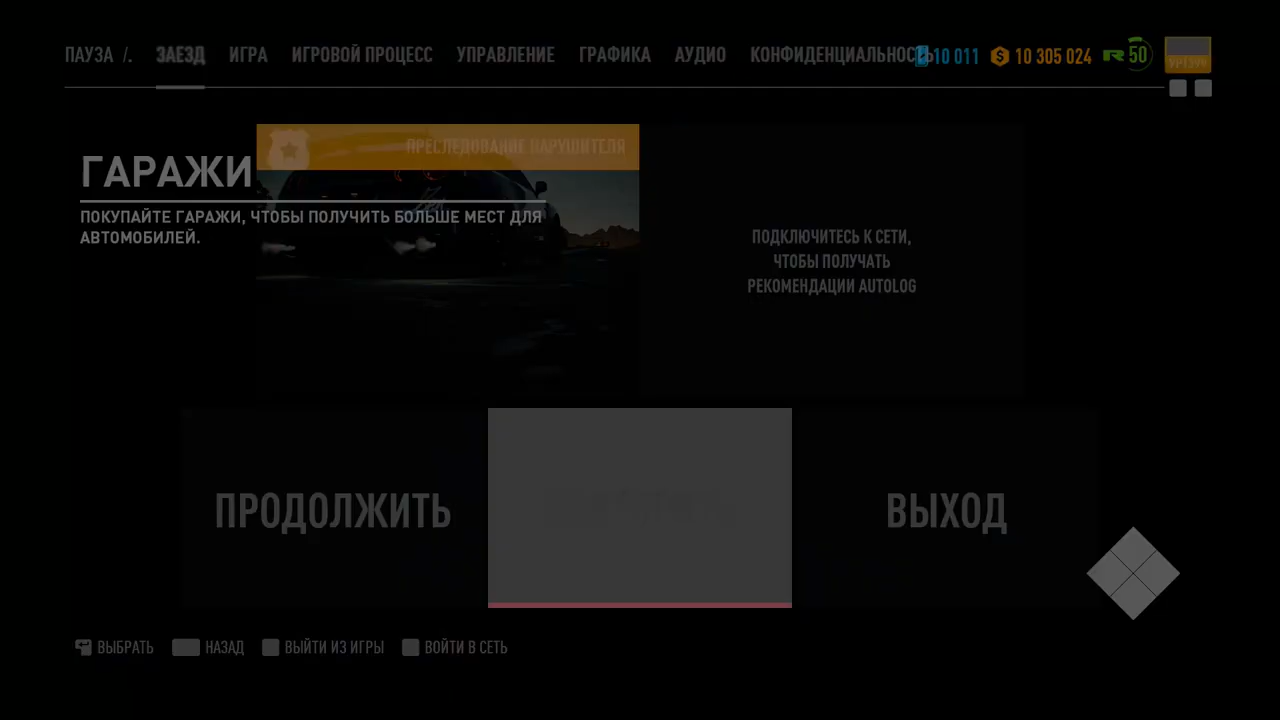 ПАУЗА /. ЗАЕЗД ИГРА ИГРОВОЙ ПРОЦЕСС УПРАВЛЕНИЕ ГРАФИКА АУДИО КОНФИДЕНЦИАЛЬНОСТЬ 10 011 10 305 024 R 50
ПРЕСЛЕДОВАНИЕ НАРУШИТЕЛЯ
ГАРАЖИ
ПОКУПАЙТЕ ГАРАЖИ, ЧТОБЫ ПОЛУЧИТЬ БОЛЬШЕ МЕСТ ДЛЯ
АВТОМОБИЛЕЙ.
ПОДКЛЮЧИТЕСЬ К СЕТИ,
ЧТОБЫ ПОЛУЧАТЬ
РЕКОМЕНДАЦИИ AUTOLOG
ПРОДОЛЖИТЬ
ВЫХОД
ВЫБРАТЬ НАЗАД ВЫЙТИ ИЗ ИГРЫ ВОЙТИ В СЕТЬ